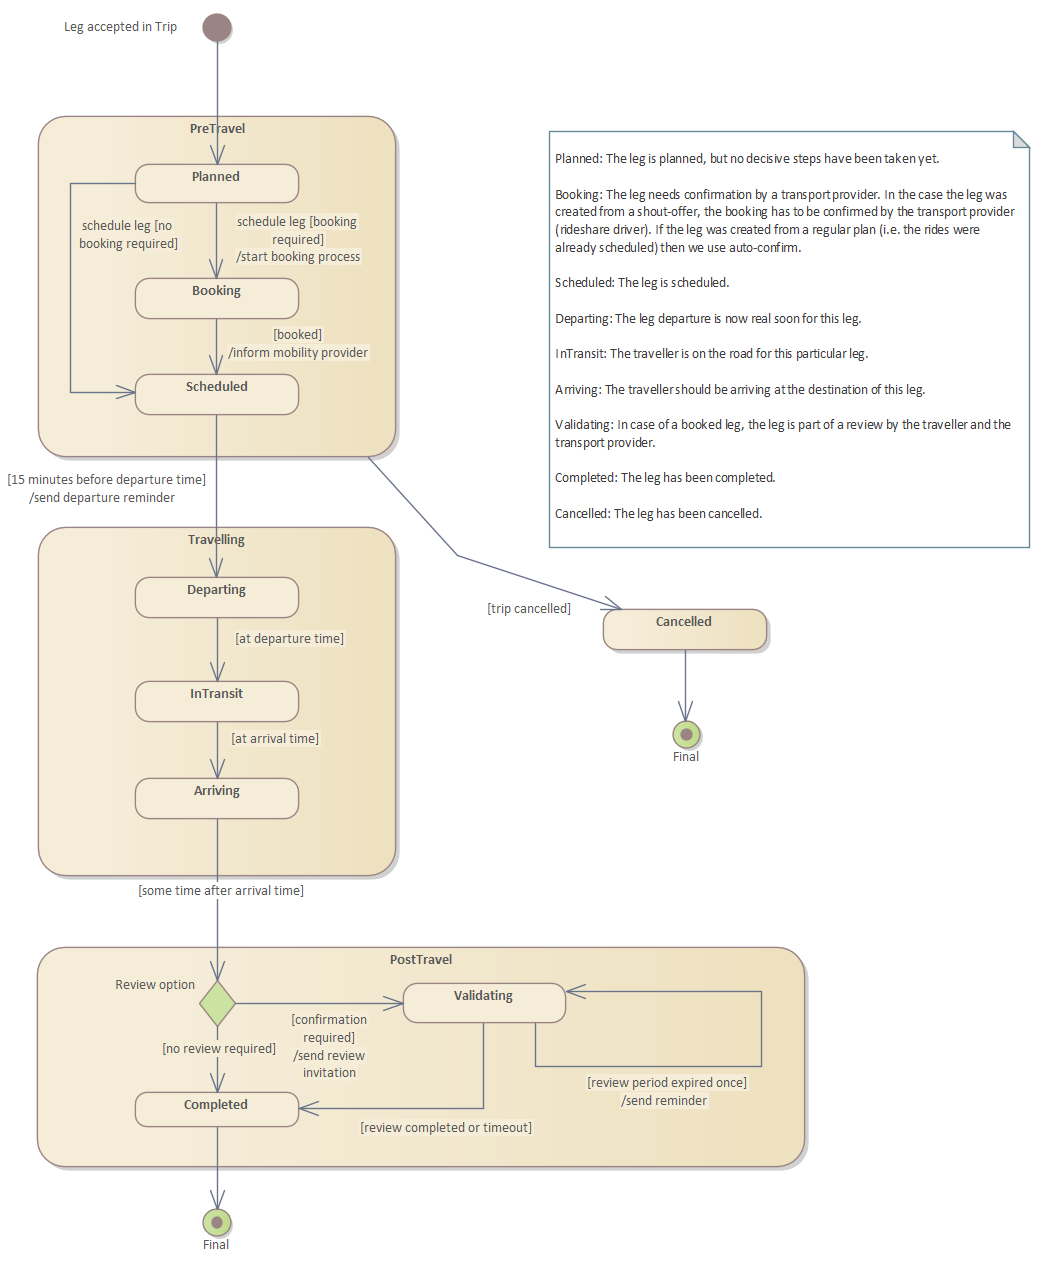 Leg accepted in Trip
PreTravel
Planned
schedule leg [no
booking required]
schedule leg [booking
required]
/start booking process
Booking
[booked]
/inform mobility provider
Scheduled
[15 minutes before departure time]
/send departure reminder
Planned: The leg is planned, but no decisive steps have been taken yet.
Booking: The leg needs confirmation by a transport provider. In the case the leg was
created from a shout-offer, the booking has to be confirmed by the transport provider
(rideshare driver). If the leg was created from a regular plan (i.e. the rides were
already scheduled) then we use auto-confirm.
Scheduled: The leg is scheduled.
Departing: The leg departure is now real soon for this leg.
InTransit: The traveller is on the road for this particular leg.
Arriving: The traveller should be arriving at the destination of this leg.
Validating: In case of a booked leg, the leg is part of a review by the traveller and the
transport provider.
Completed: The leg has been completed.
Cancelled: The leg has been cancelled.
Travelling
Departing
[at departure time]
InTransit
[at arrival time]
Arriving
[trip cancelled]
Cancelled
Final
[some time after arrival time]
PostTravel
Review option
Validating
[confirmation
required]
/send review
invitation
[no review required]
[review period expired once]
/send reminder
Completed
[review completed or timeout]
Final